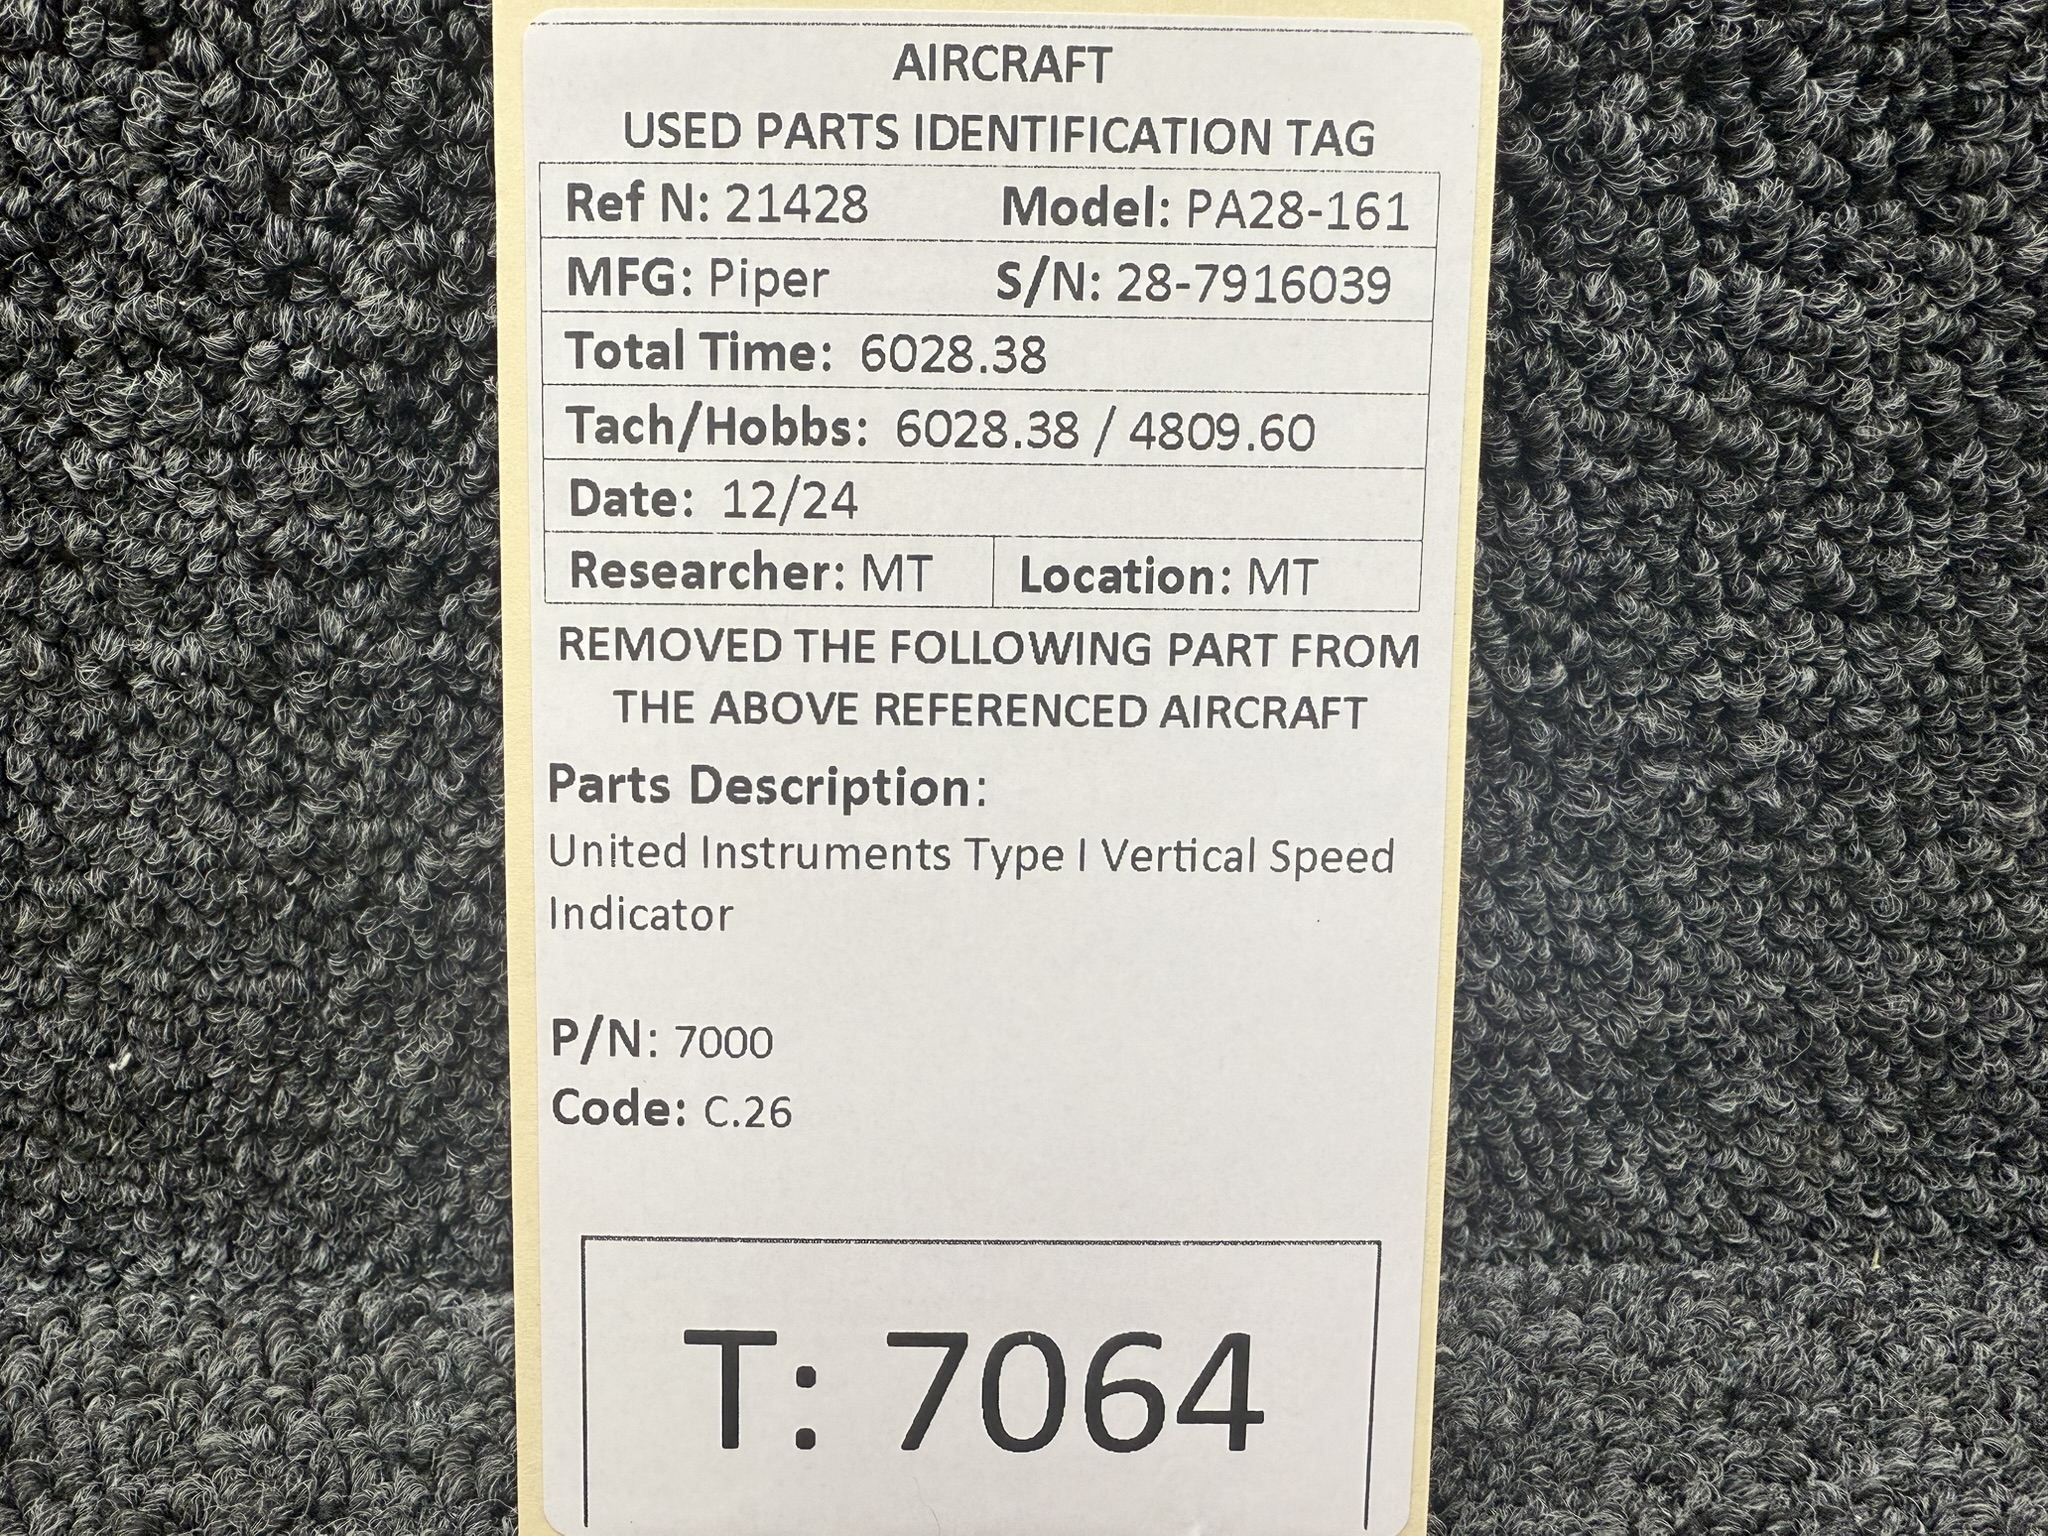 AIRCRAFT
USED PARTS IDENTIFICATION TAG
Ref N: 21428 Model: PA28-161
MFG: Piper S/N: 28-7916039
Total Time: 6028.38
Tach/Hobbs: 6028.38 / 4809.60
Date: 12/24
Researcher: MT Location: MT
REMOVED THE FOLLOWING PART FROM
THE ABOVE REFERENCED AIRCRAFT
Parts Description:
United Instruments Type I Vertical Speed
Indicator
P/N: 7000
Code: C.26
T: 7064